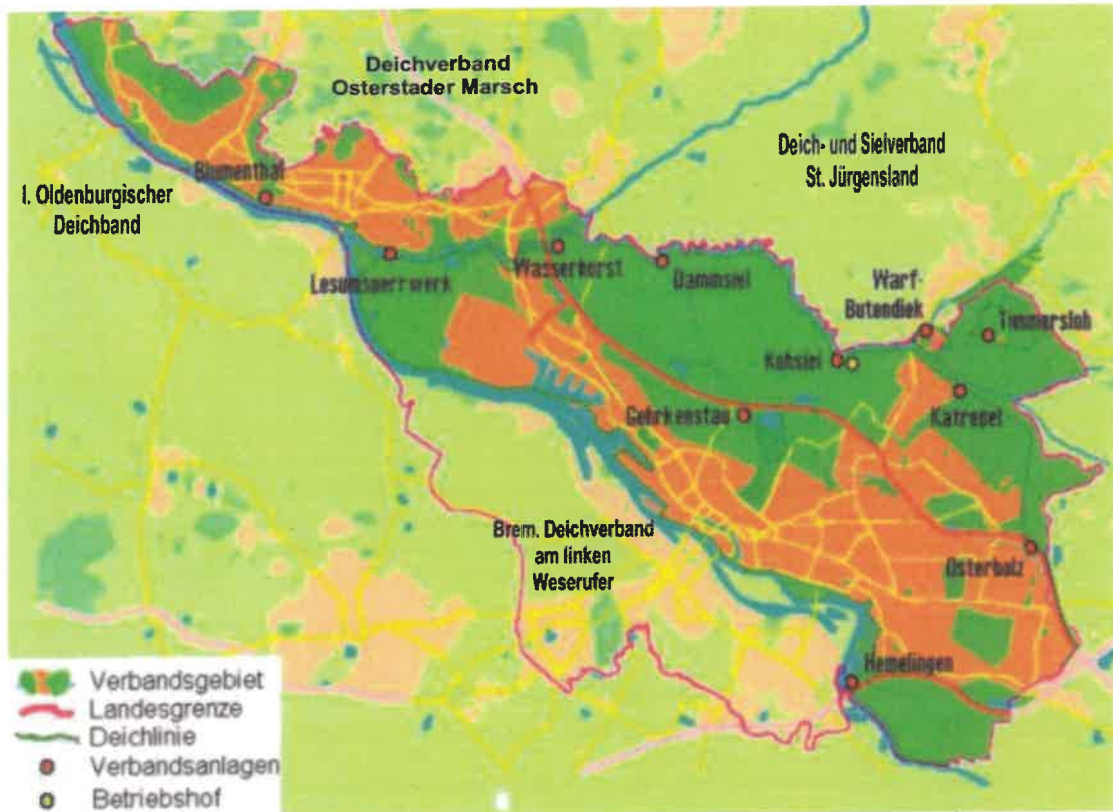 Deichverband
Osterstader Marsch
Deich- und Sielverband
St. Jürgensland
I. Oldenburgischer
Deichband
Blumenthal
Lesumsperrwerk
Wasserhorst
Dammsiel
Warf-
Butendiek
Timmersloh
Kuhsiel
Katrepel
Gehrkenstau
Brem. Deichverband
am linken
Weserufer
Osterholz
Hemelingen
Verbandsgebiet
Landesgrenze
Deichlinie
Verbandsanlagen
Betriebshof